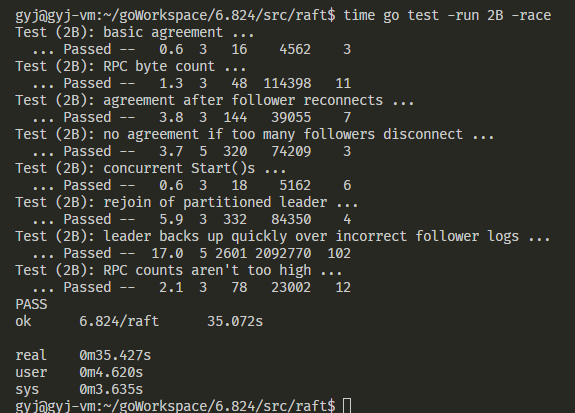 gyj@gyj-vm:~/goWorkspace/6.824/src/raft$ time go test -run 2B -race
Test (2B): basic agreement ...
  ... Passed --   0.6  3   16    4562    3
Test (2B): RPC byte count ...
  ... Passed --   1.3  3   48  114398   11
Test (2B): agreement after follower reconnects ...
  ... Passed --   3.8  3  144   39055    7
Test (2B): no agreement if too many followers disconnect ...
  ... Passed --   3.7  5  320   74209    3
Test (2B): concurrent Start()s ...
  ... Passed --   0.6  3   18    5162    6
Test (2B): rejoin of partitioned leader ...
  ... Passed --   5.9  3  332   84350    4
Test (2B): leader backs up quickly over incorrect follower logs ...
  ... Passed --  17.0  5 2601 2092770  102
Test (2B): RPC counts aren't too high ...
  ... Passed --   2.1  3   78   23002   12
PASS
ok      6.824/raft      35.072s

real    0m35.427s
user    0m4.620s
sys     0m3.635s
gyj@gyj-vm:~/goWorkspace/6.824/src/raft$